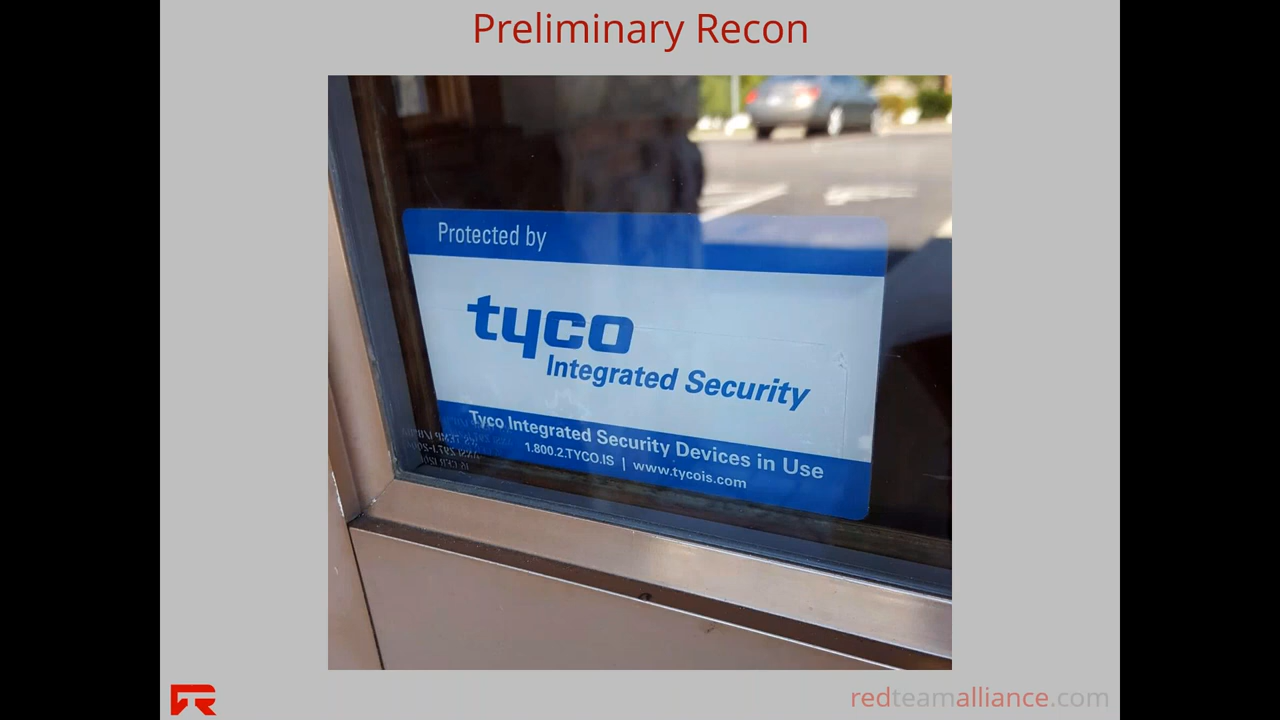 Preliminary Recon
Protected by
tyco
Integrated Security
Tyco Integrated Security Devices in Use
1.800.2.TYCO.IS | www.tycois.com
redteamalliance.com